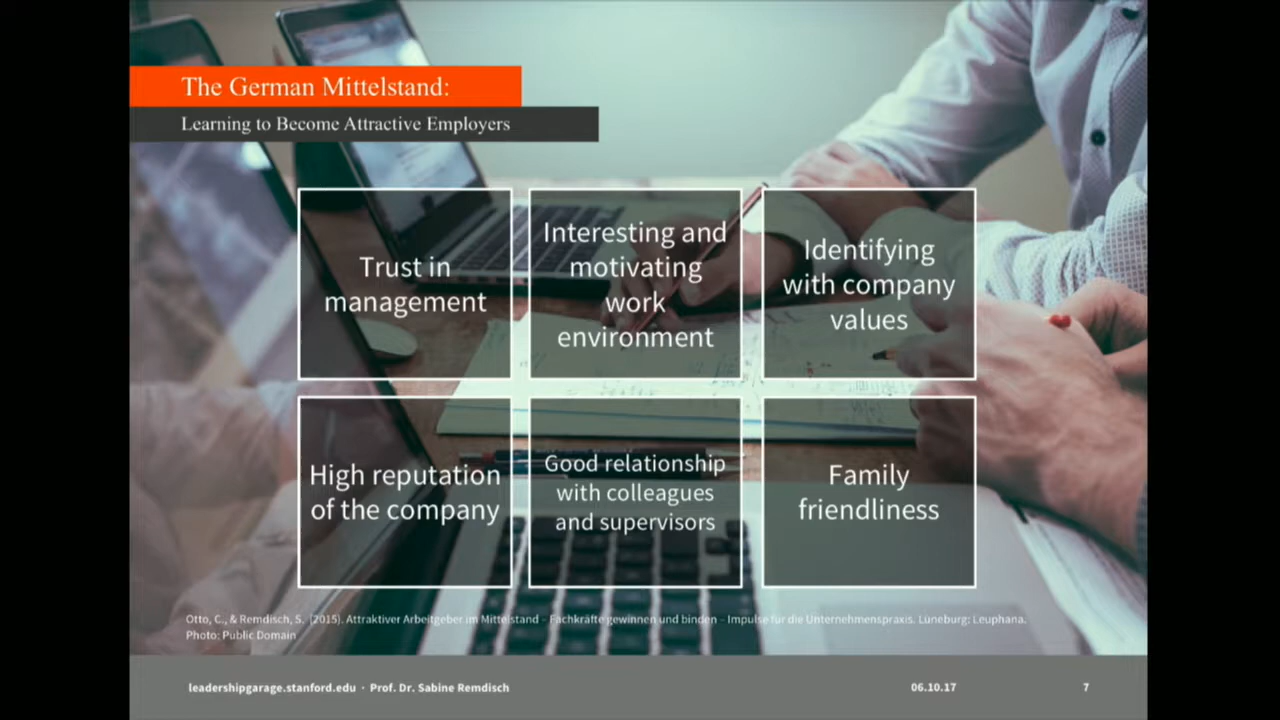 The German Mittelstand:
Learning to Become Attractive Employers
Trust in
management
Interesting and
motivating
work
environment
Identifying
with company
values
High reputation
of the company
Good relationship
with colleagues
and supervisors
Family
friendliness
Otto, C., & Remdisch, S. (2015). Attraktiver Arbeitgeber im Mittelstand - Fachkräfte gewinnen und binden - Impulse für die Unternehmenspraxis. Lüneburg: Leuphana.
Photo: Public Domain
leadershipgarage.stanford.edu · Prof. Dr. Sabine Remdisch
06.10.17
7